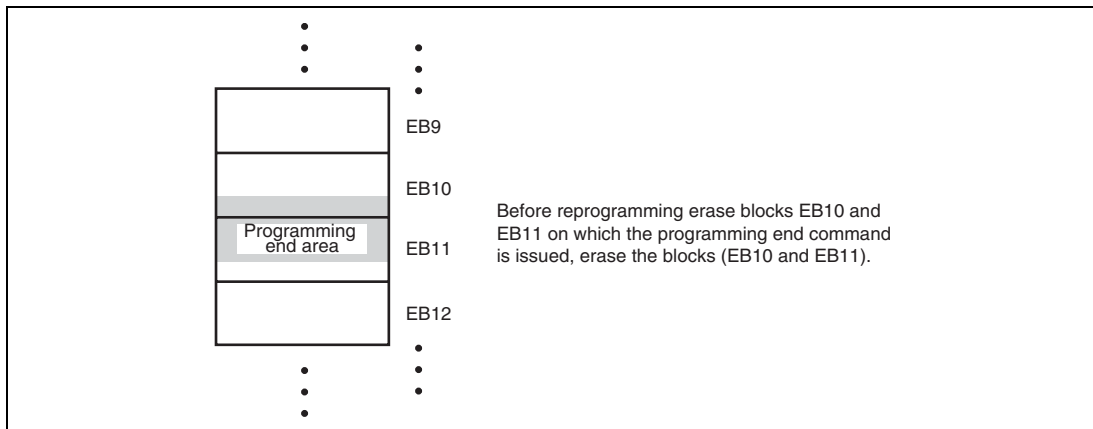 EB9
EB10
Programming
end area
EB11
EB12
Before reprogramming erase blocks EB10 and
EB11 on which the programming end command
is issued, erase the blocks (EB10 and EB11).